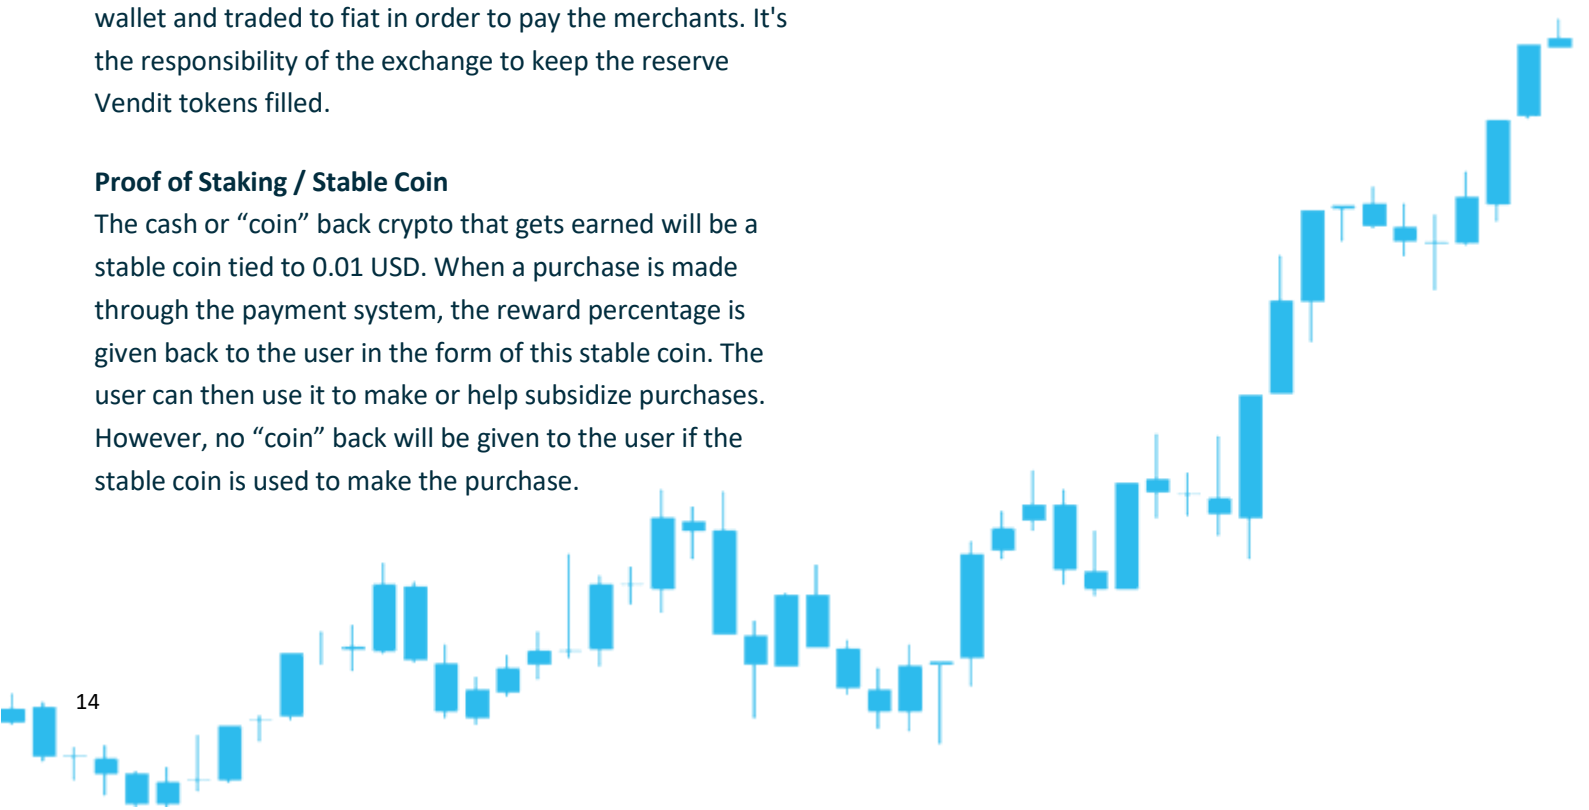 wallet and traded to fiat in order to pay the merchants. It's
the responsibility of the exchange to keep the reserve
Vendit tokens filled.
Proof of Staking / Stable Coin
The cash or “coin” back crypto that gets earned will be a
stable coin tied to 0.01 USD. When a purchase is made
through the payment system, the reward percentage is
given back to the user in the form of this stable coin. The
user can then use it to make or help subsidize purchases.
However, no “coin” back will be given to the user if the
stable coin is used to make the purchase.
14